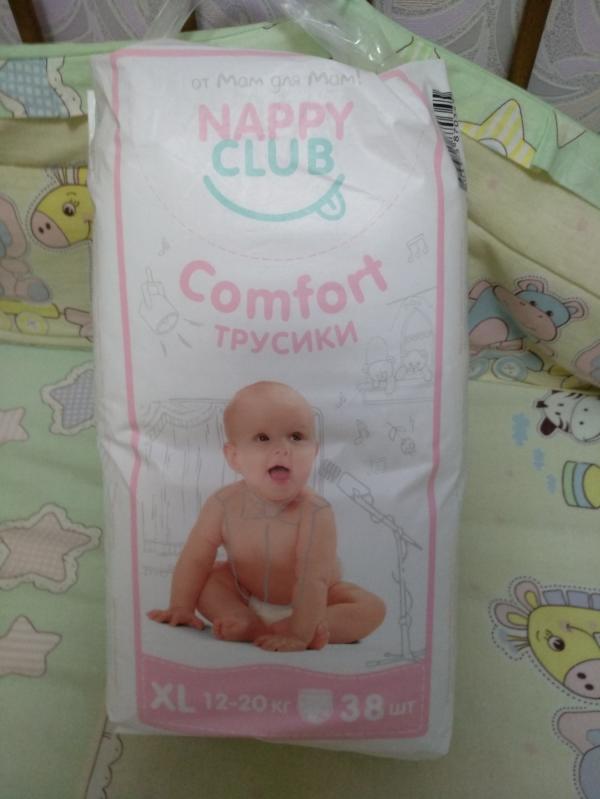 от Мам для Мам!
NAPPY
CLUB
Comfort
ТРУСИКИ
XL 12-20 кг 38 шт